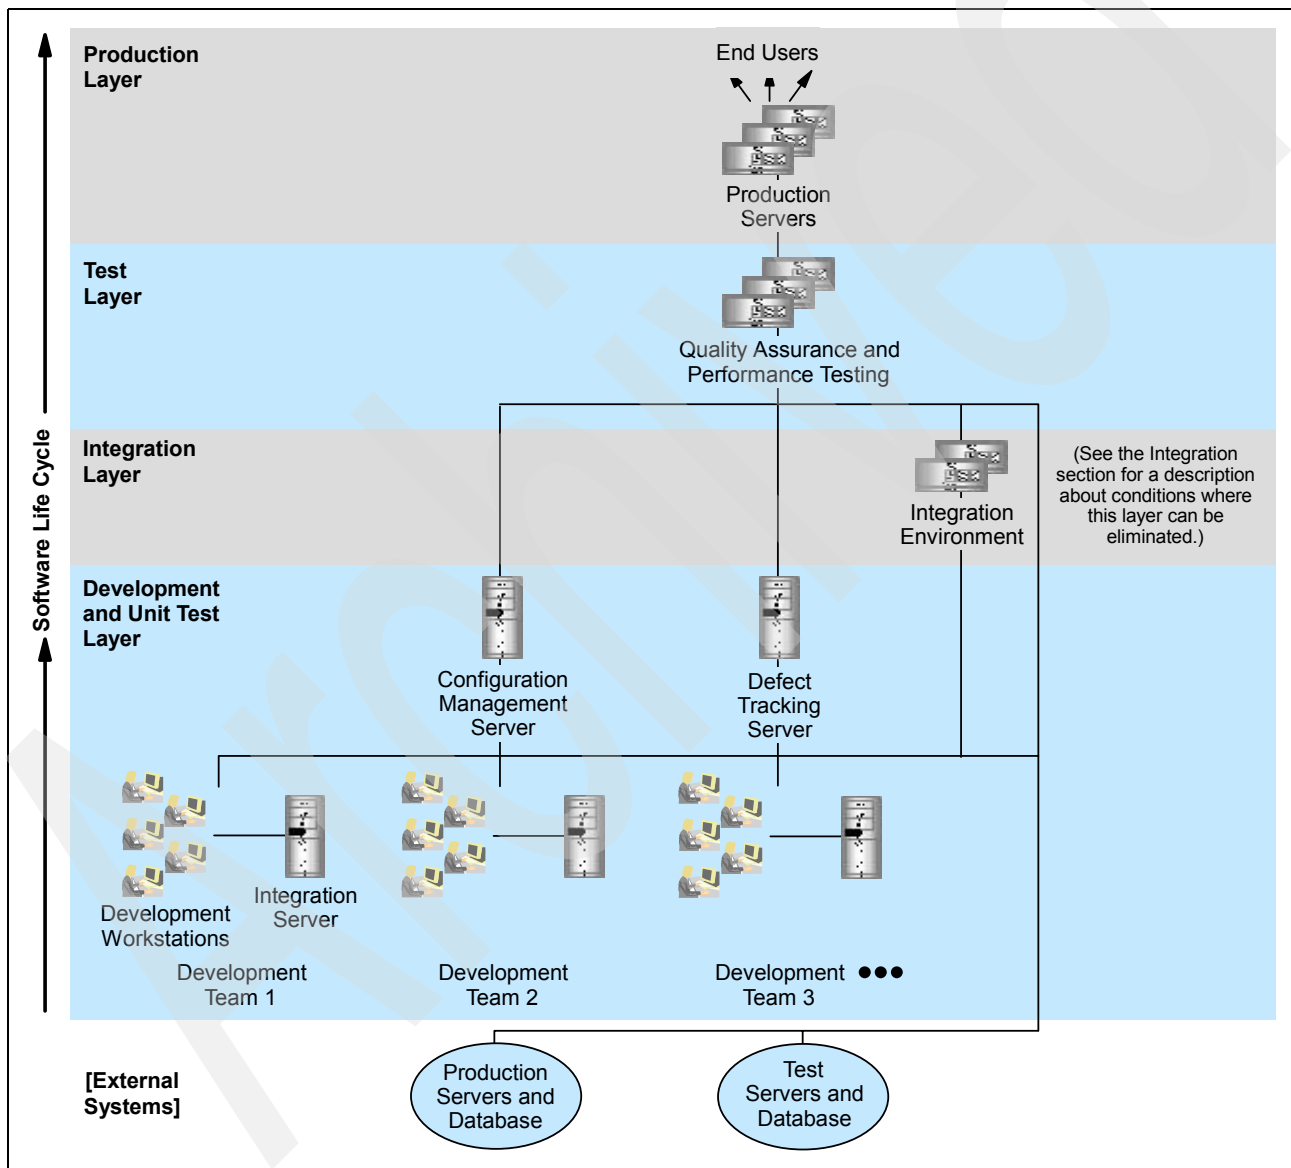 Production
Layer
End Users
Production
Servers
Test
Layer
Quality Assurance and
Performance Testing
Software Life Cycle
Integration
Layer
Integration
Environment
(See the Integration
section for a description
about conditions where
this layer can be
eliminated.)
Development
and Unit Test
Layer
Configuration
Management
Server
Defect
Tracking
Server
Development
Workstations
Integration
Server
Development
Team 1
Development
Team 2
Development ●●●
Team 3
[External
Systems]
Production
Servers and
Database
Test
Servers and
Database
Archived